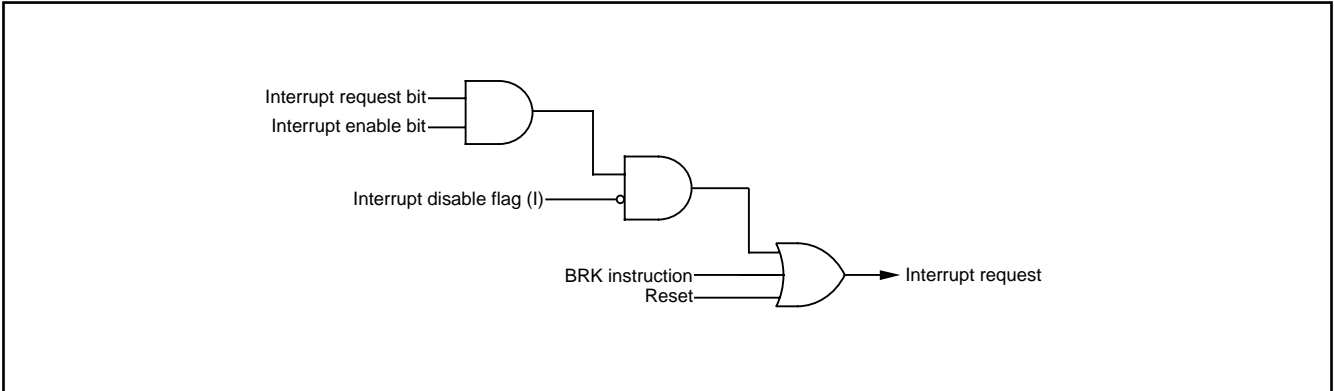 Interrupt request bit
Interrupt enable bit
Interrupt disable flag (I)
BRK instruction
Reset
Interrupt request